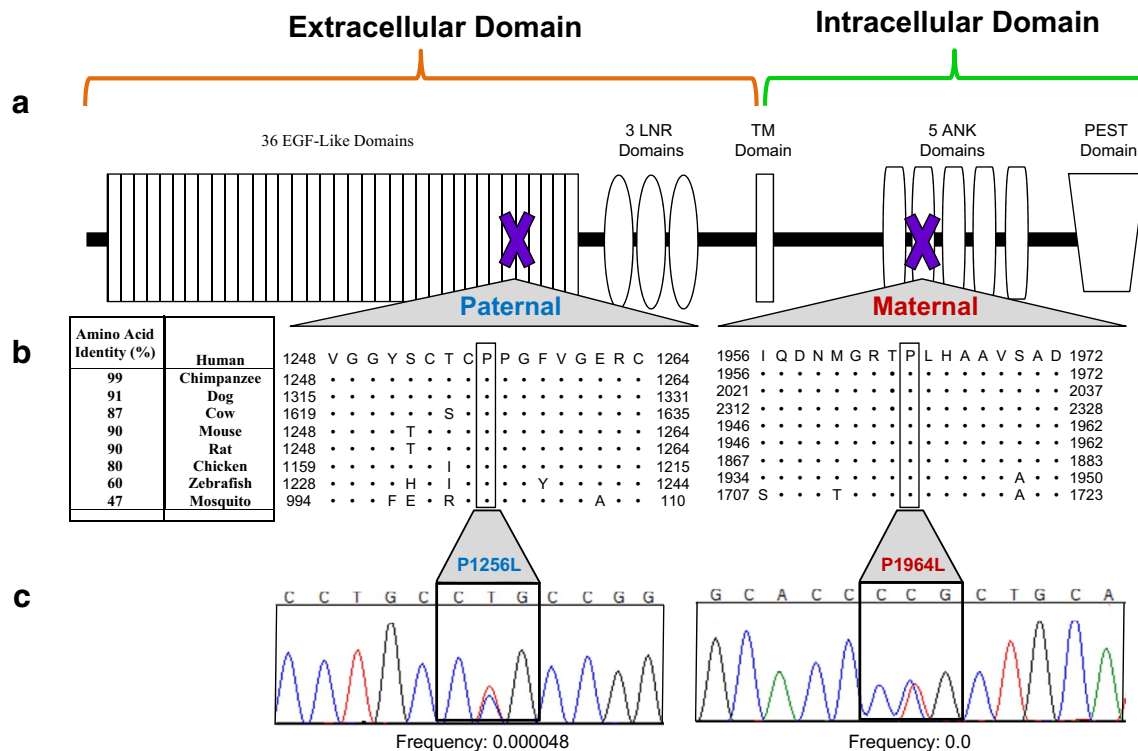 Extracellular Domain
Intracellular Domain
a
36 EGF-Like Domains
3 LNR
Domains
TM
Domain
5 ANK
Domains
PEST
Domain
Paternal
Maternal
b
Amino Acid
Identity (%)
Human
99 Chimpanzee
91 Dog
87 Cow
90 Mouse
90 Rat
80 Chicken
60 Zebrafish
47 Mosquito
1248 V G G Y S C T C P P G F V G E R C 1264
1248 • • • • • • • • • • • • • • • • • 1264
1315 • • • • • • • • • • • • • • • • • 1331
1619 • • • • • • S • • • • • • • • • • 1635
1248 • • • • T • • • • • • • • • • • • 1264
1248 • • • • T • • • • • • • • • • • • 1264
1159 • • • • • • I • • • • • • • • • • 1215
1228 • • • • H • I • • • • Y • • • • • 1244
994 • • • F E • R • • • • • • • A • • 110
1956 I Q D N M G R T P L H A A V S A D 1972
1956 • • • • • • • • • • • • • • • • • 1972
2021 • • • • • • • • • • • • • • • • • 2037
2312 • • • • • • • • • • • • • • • • • 2328
1946 • • • • • • • • • • • • • • • • • 1962
1946 • • • • • • • • • • • • • • • • • 1962
1867 • • • • • • • • • • • • • • • • • 1883
1934 • • • • • • • • • • • • • • A • • 1950
1707 S • • • T • • • • • • • • • A • • 1723
P1256L
P1964L
c
C C T G C C T G C C G G
G C A C C C C G C T G C A
Frequency: 0.000048
Frequency: 0.0